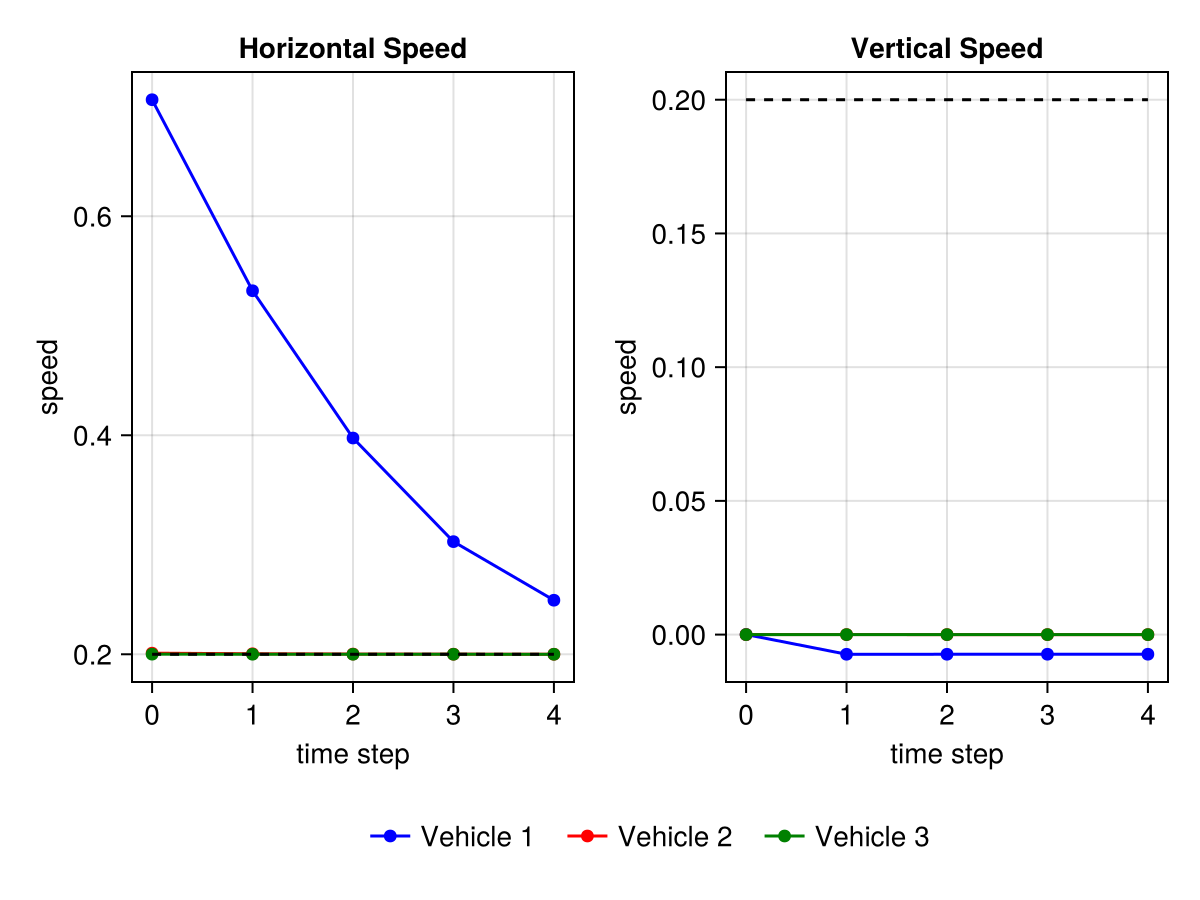 Horizontal Speed
0.6
0.4
0.2
speed
0 1 2 3 4
time step
Vertical Speed
0.20
0.15
0.10
0.05
0.00
speed
0 1 2 3 4
time step
Vehicle 1 Vehicle 2 Vehicle 3